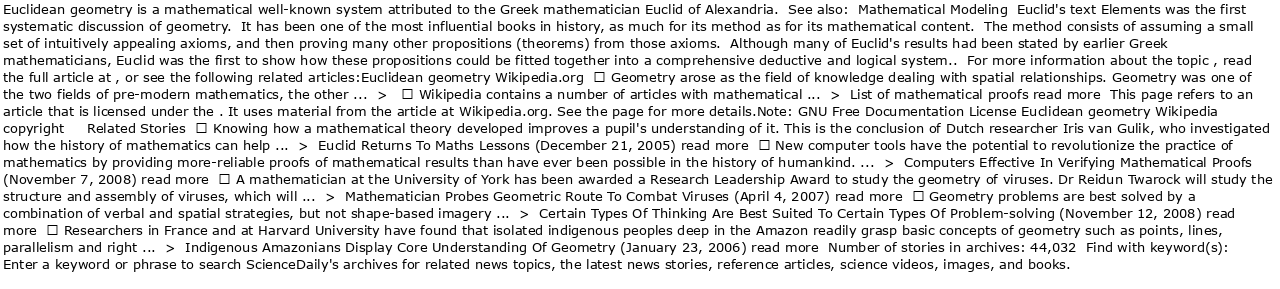 Euclidean geometry is a mathematical well-known system attributed to the Greek mathematician Euclid of Alexandria.  See also:  Mathematical Modeling  Euclid's text Elements was the first
systematic discussion of geometry.  It has been one of the most influential books in history, as much for its method as for its mathematical content.  The method consists of assuming a small
set of intuitively appealing axioms, and then proving many other propositions (theorems) from those axioms.  Although many of Euclid's results had been stated by earlier Greek
mathematicians, Euclid was the first to show how these propositions could be fitted together into a comprehensive deductive and logical system..  For more information about the topic , read
the full article at , or see the following related articles:Euclidean geometry Wikipedia.org  □ Geometry arose as the field of knowledge dealing with spatial relationships. Geometry was one of
the two fields of pre-modern mathematics, the other ...  >  □ Wikipedia contains a number of articles with mathematical ...  >  List of mathematical proofs read more  This page refers to an
article that is licensed under the . It uses material from the article at Wikipedia.org. See the page for more details.Note: GNU Free Documentation License Euclidean geometry Wikipedia
copyright     Related Stories  □ Knowing how a mathematical theory developed improves a pupil's understanding of it. This is the conclusion of Dutch researcher Iris van Gulik, who investigated
how the history of mathematics can help ...  >  Euclid Returns To Maths Lessons (December 21, 2005) read more  □ New computer tools have the potential to revolutionize the practice of
mathematics by providing more-reliable proofs of mathematical results than have ever been possible in the history of humankind. ...  >  Computers Effective In Verifying Mathematical Proofs
(November 7, 2008) read more  □ A mathematician at the University of York has been awarded a Research Leadership Award to study the geometry of viruses. Dr Reidun Twarock will study the
structure and assembly of viruses, which will ...  >  Mathematician Probes Geometric Route To Combat Viruses (April 4, 2007) read more  □ Geometry problems are best solved by a
combination of verbal and spatial strategies, but not shape-based imagery ...  >  Certain Types Of Thinking Are Best Suited To Certain Types Of Problem-solving (November 12, 2008) read
more  □ Researchers in France and at Harvard University have found that isolated indigenous peoples deep in the Amazon readily grasp basic concepts of geometry such as points, lines,
parallelism and right ...  >  Indigenous Amazonians Display Core Understanding Of Geometry (January 23, 2006) read more  Number of stories in archives: 44,032  Find with keyword(s):
Enter a keyword or phrase to search ScienceDaily's archives for related news topics, the latest news stories, reference articles, science videos, images, and books.